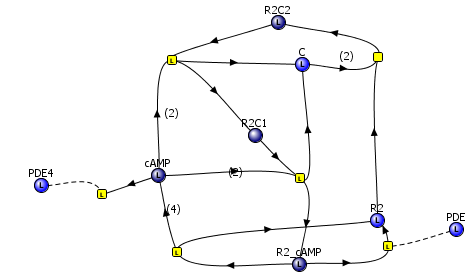 R2C2
C
(2)
L
(2)
R2C1
PDE4
cAMP
(2)
L
L
(4)
R2
PDE
R2_cAMP
L
L